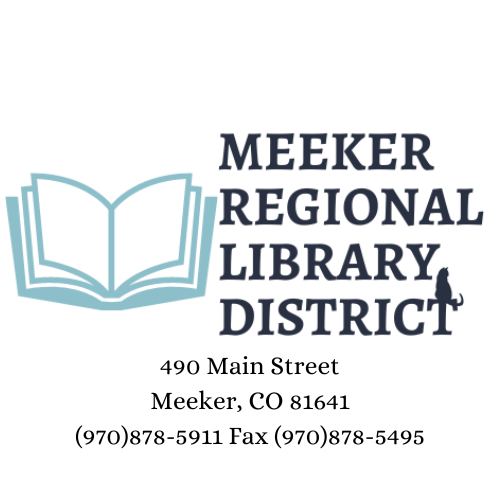 MEEKER
REGIONAL
LIBRARY
DISTRICT
490 Main Street
Meeker, CO 81641
(970)878-5911 Fax (970)878-5495